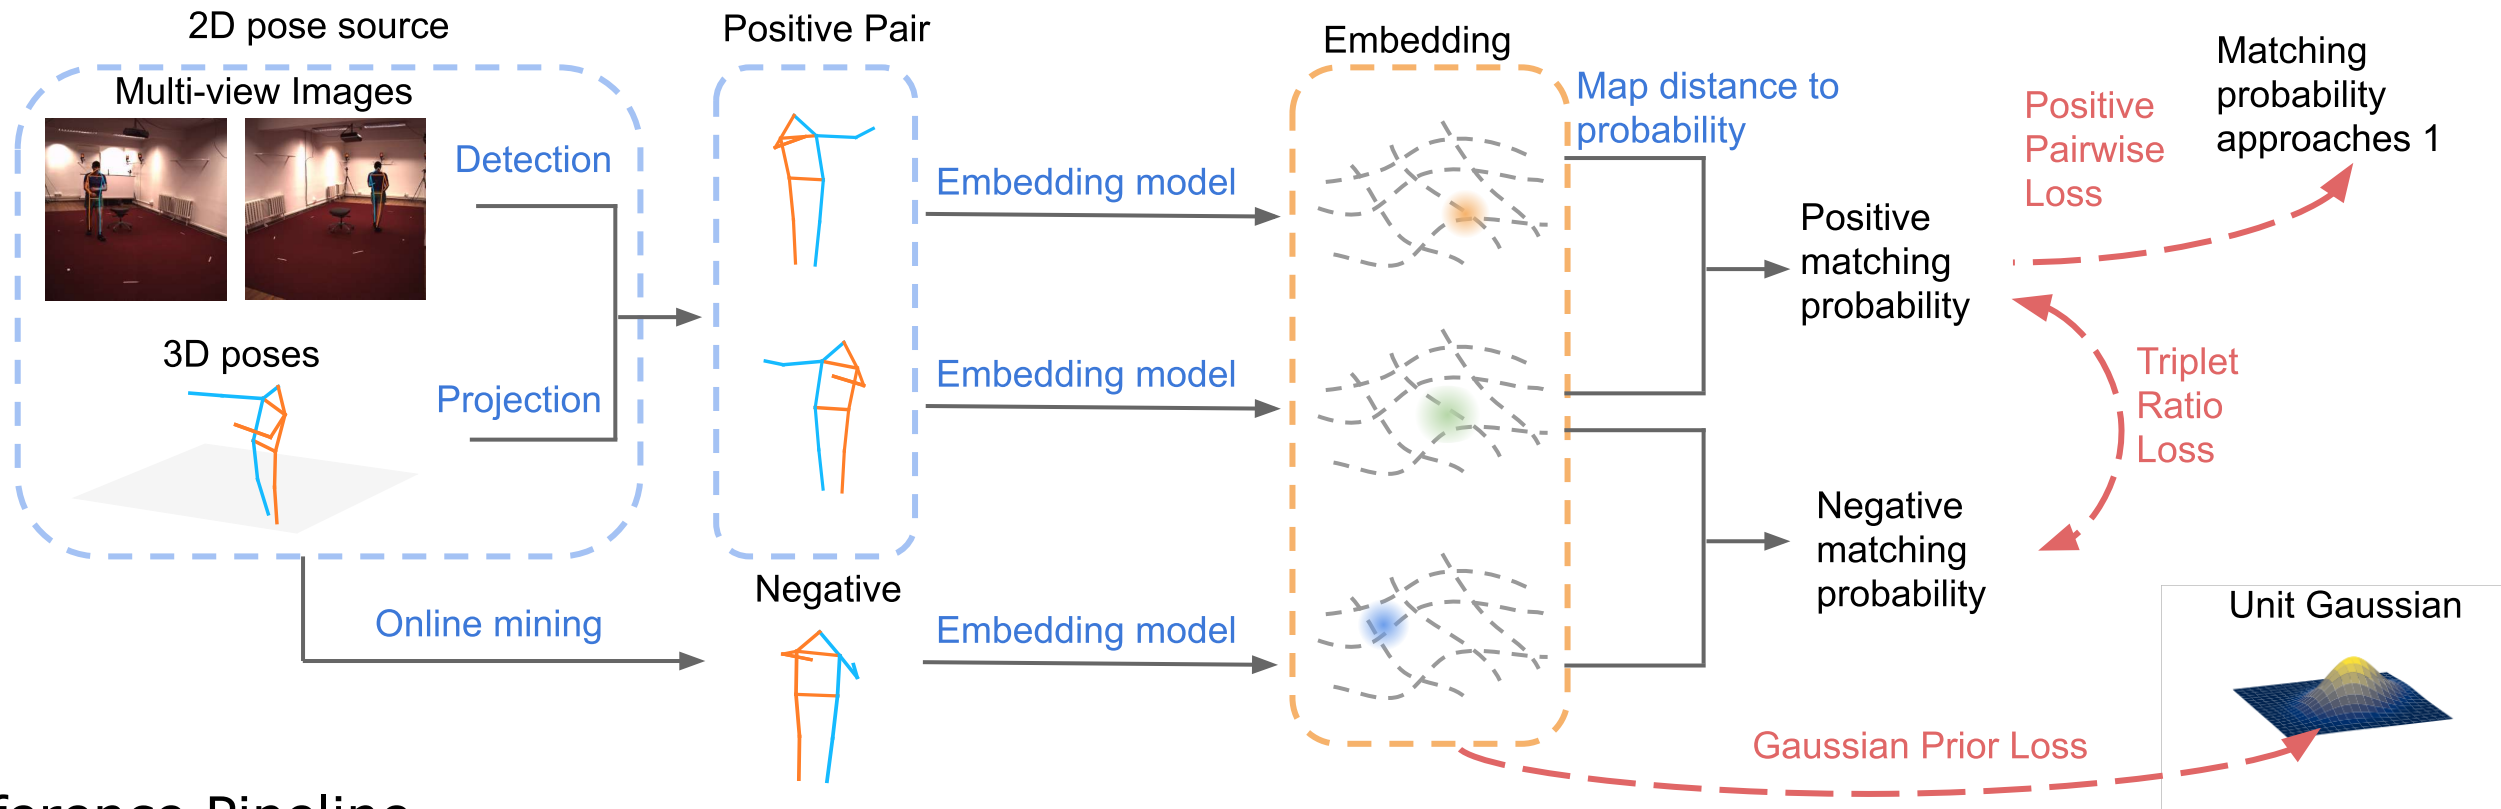 2D pose source
Multi-view Images
Detection
3D poses
Projection
Online mining
Positive Pair
Negative
Embedding model
Embedding model
Embedding model
Embedding
Map distance to
probability
Positive
matching
probability
Negative
matching
probability
Positive
Pairwise
Loss
Matching
probability
approaches 1
Triplet
Ratio
Loss
Unit Gaussian
Gaussian Prior Loss
Pipeline